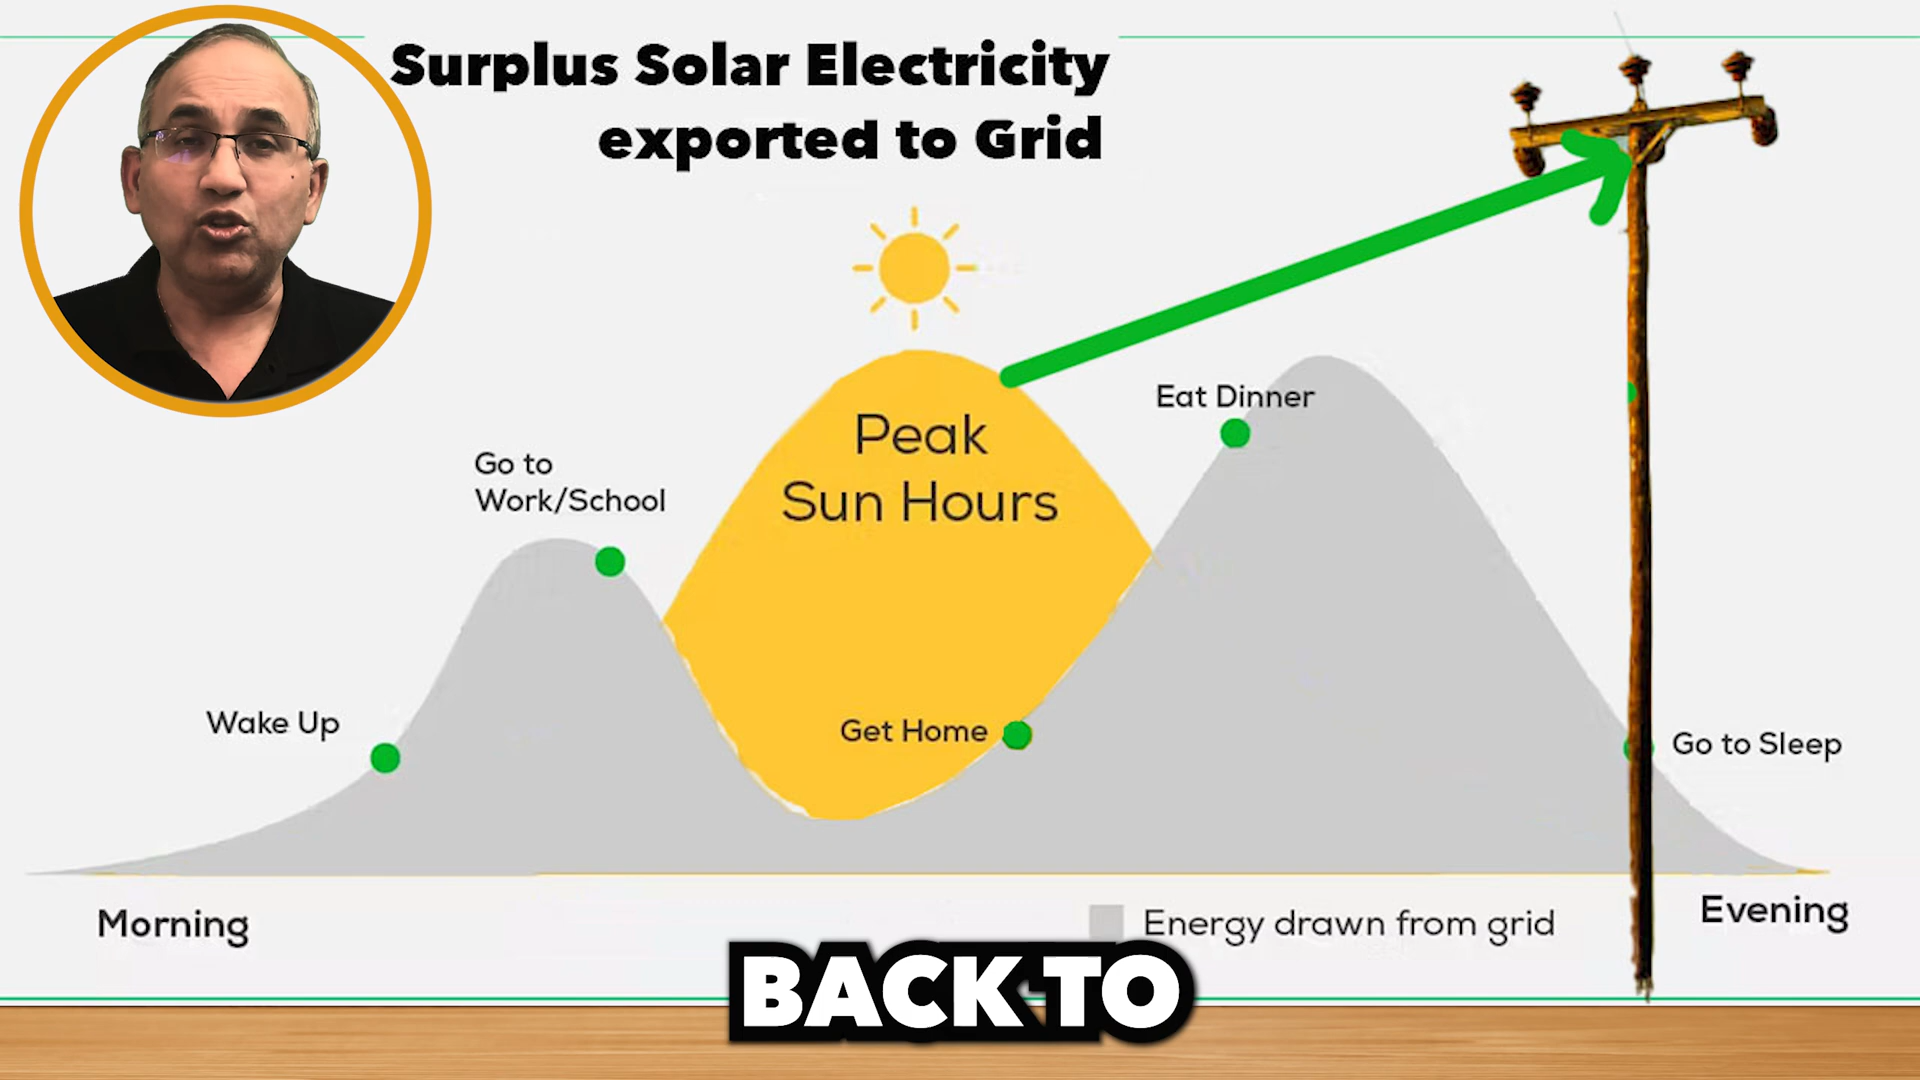 Surplus Solar Electricity
exported to Grid
Peak
Sun Hours
Eat Dinner
Go to
Work/School
Wake Up
Get Home
Go to Sleep
Morning
Energy drawn from grid
Evening
BACK TO